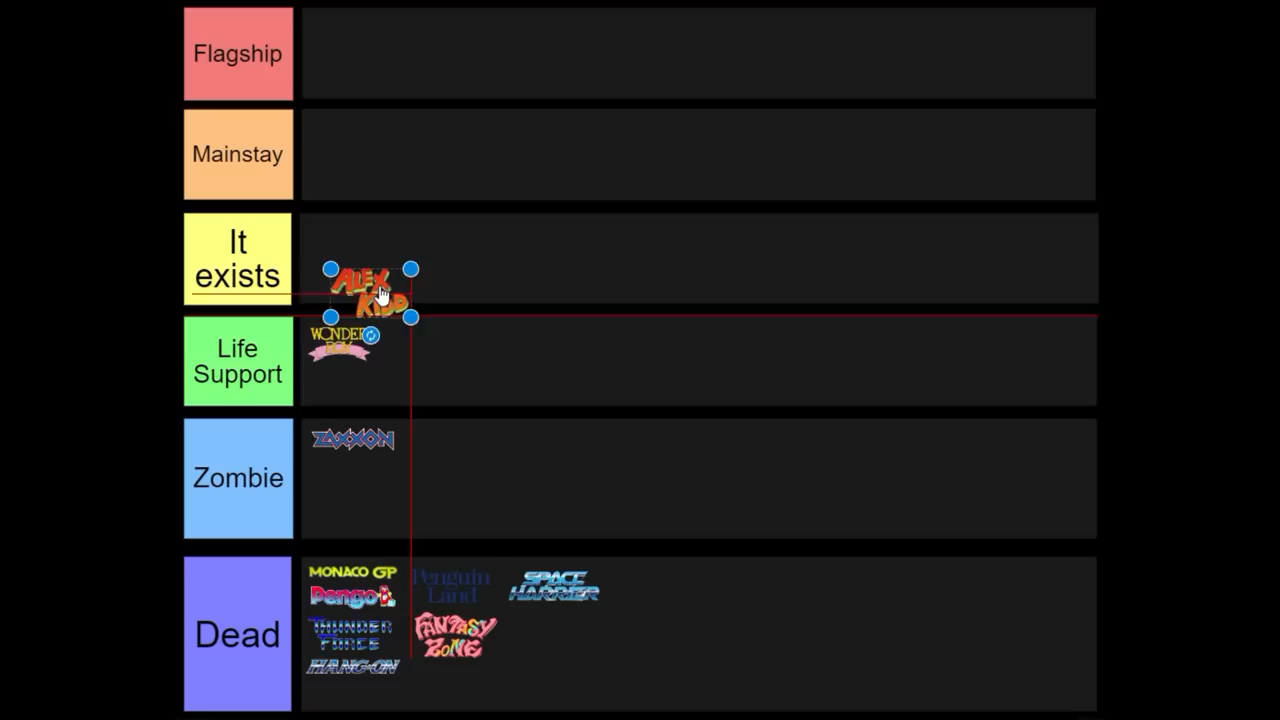 Flagship
Mainstay
It
exists
ALEX
KIDD
Life
Support
WONDER
BOY
Zombie
ZAXXON
Dead
MONACO GP
Pengo
Penguin
Land
SPACE
HARRIER
THUNDER
FORCE
FANTASY
ZONE
HANG-ON